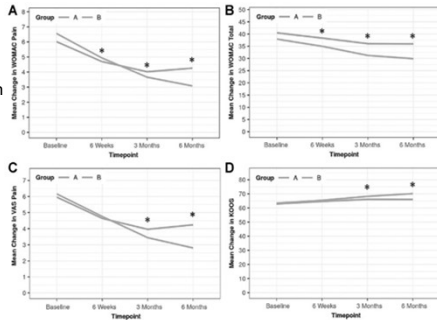 A
Group — A — B
Mean Change in WOMAC Pain
8
7
6
5
4
3
2
1
0
* * *
Baseline 6 Weeks 3 Months 6 Months
Timepoint
B
Group — A — B
Mean Change in WOMAC Total
50
45
40
35
30
25
20
15
10
5
0
* * *
Baseline 6 Weeks 3 Months 6 Months
Timepoint
n
C
Group — A — B
Mean Change in VAS Pain
7
6
5
4
3
2
1
0
* *
Baseline 6 Weeks 3 Months 6 Months
Timepoint
D
Group — A — B
Mean Change in KOOS
80
70
60
50
40
30
20
10
0
* *
Baseline 6 Weeks 3 Months 6 Months
Timepoint